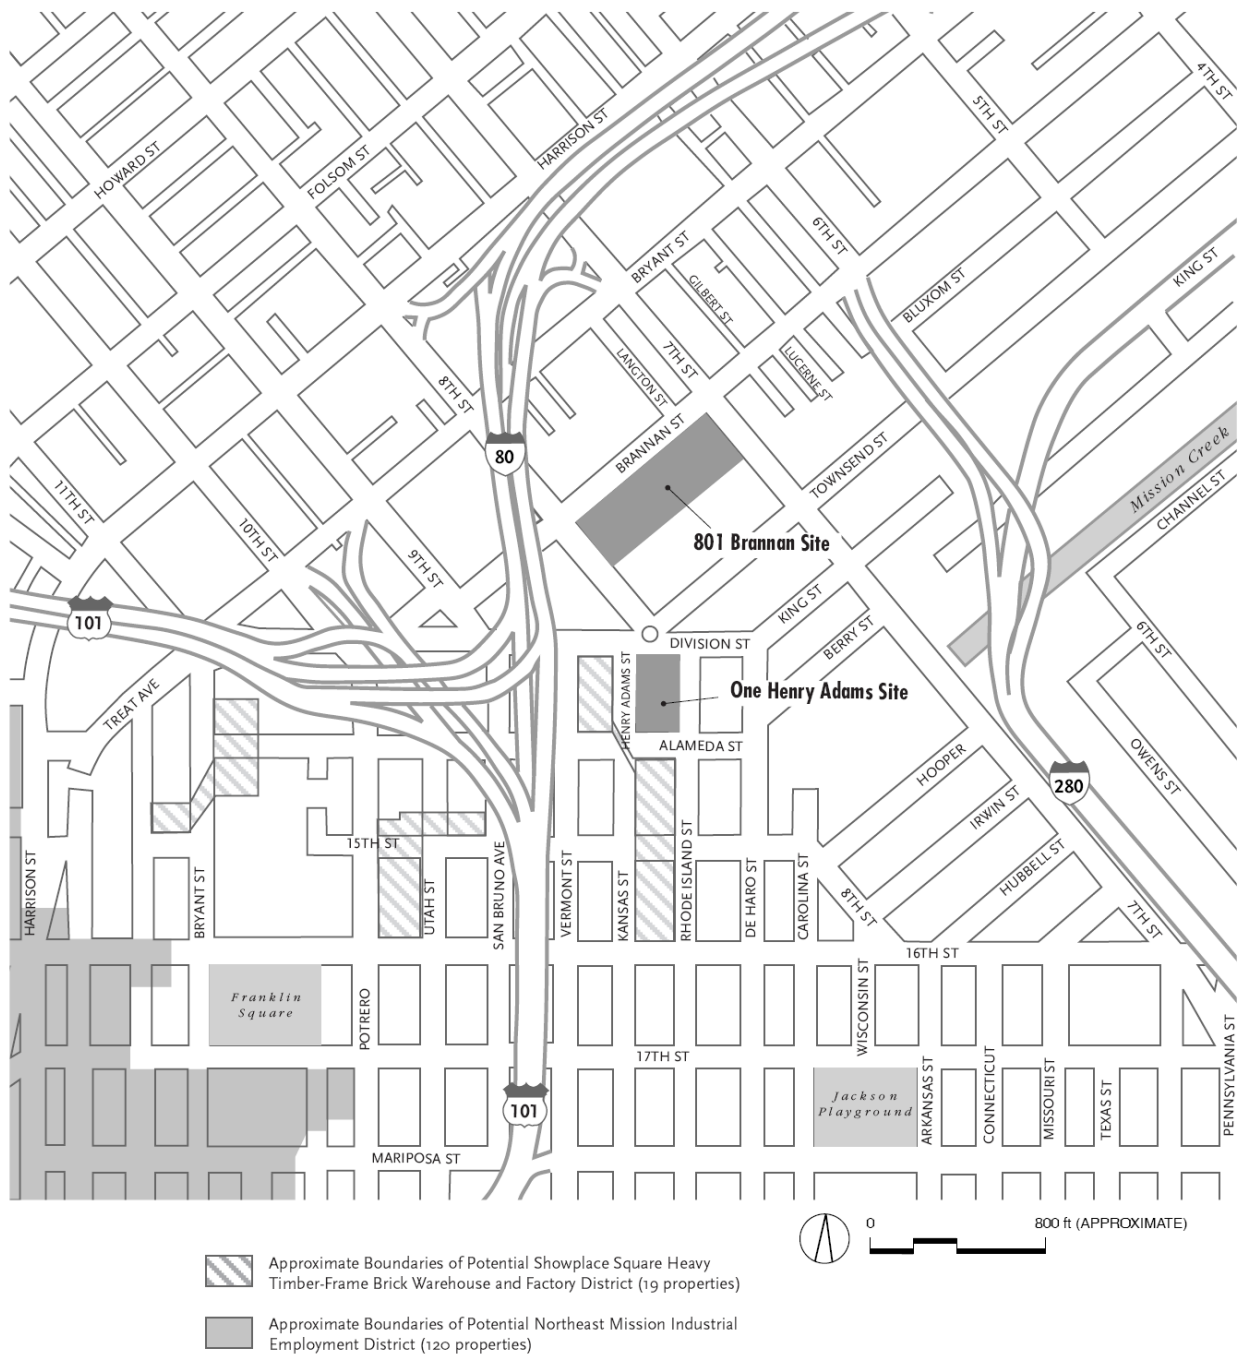 4TH ST
5TH ST
HARRISON ST
HOWARD ST
FOLSOM ST
6TH ST
BRYANT ST
KING ST
GILBERT ST
BLUXOM ST
7TH ST
LANGTON ST
LUCERNE ST
8TH ST
BRANNAN ST
80
TOWNSEND ST
Mission Creek
CHANNEL ST
11TH ST
10TH ST
9TH ST
801 Brannan Site
101
KING ST
DIVISION ST
BERRY ST
6TH ST
HENRY ADAMS ST
One Henry Adams Site
TREAT AVE
ALAMEDA ST
HOOPER
OWENS ST
280
IRWIN ST
15TH ST
HUBBELL ST
HARRISON ST
BRYANT ST
UTAH ST
SAN BRUNO AVE
VERMONT ST
KANSAS ST
RHODE ISLAND ST
DE HARO ST
CAROLINA ST
8TH ST
7TH ST
16TH ST
Franklin
Square
POTRERO
WISCONSIN ST
17TH ST
PENNSYLVANIA ST
Jackson
Playground
ARKANSAS ST
CONNECTICUT
MISSOURI ST
TEXAS ST
101
MARIPOSA ST
0 800 ft (APPROXIMATE)
Approximate Boundaries of Potential Showplace Square Heavy
Timber-Frame Brick Warehouse and Factory District (19 properties)
Approximate Boundaries of Potential Northeast Mission Industrial
Employment District (120 properties)